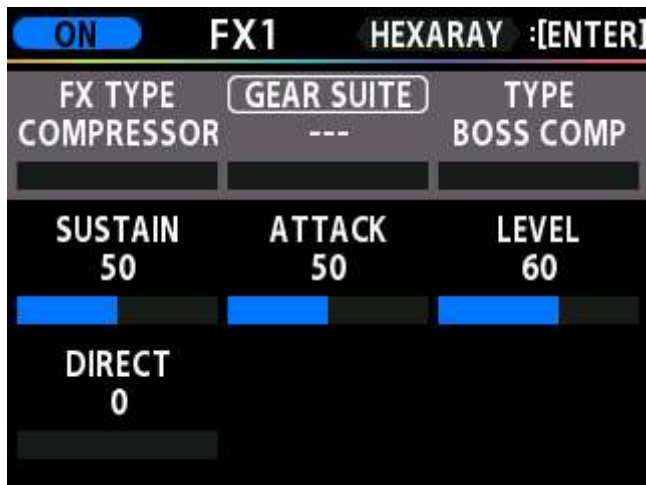 ON FX1 HEXARAY :[ENTER]
FX TYPE GEAR SUITE TYPE
COMPRESSOR --- BOSS COMP
SUSTAIN ATTACK LEVEL
50 50 60
DIRECT
0